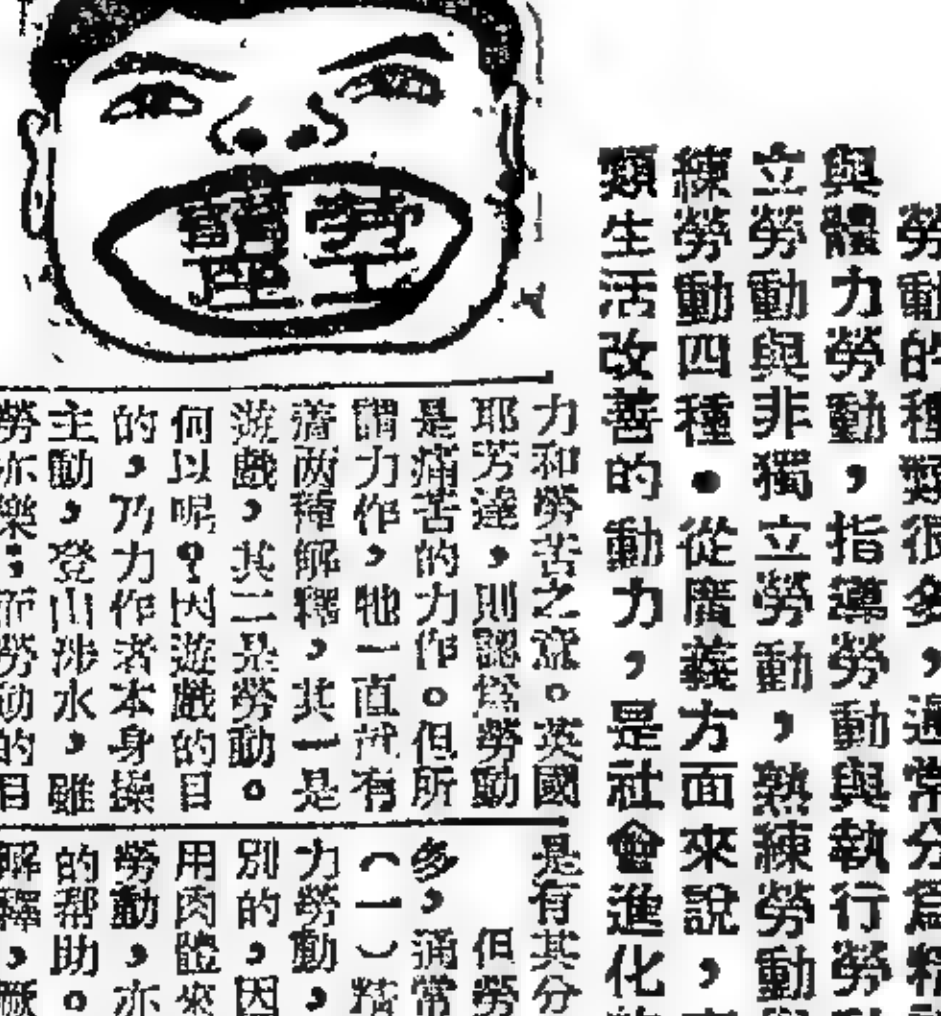 勞動的種類很多,通常分爲精
與體力勞動,指導勞動與執行勞
立勞動與非獨立勞動,熟練勞動
練勞動四種.從廣義方面來說,
類生活改善的動力,是社會進化
勞工
講座
力和勞苦之意。英國
耶芳達,則認爲勞動
是痛苦的力作。但所
謂力作,牠一直就有
著两種解釋,其一是
遊戲,其二是勞動。
何以呢?因遊戲的目
的,乃力作者本身操
主動,登山涉水,雖
勞亦樂;而勞動的目
是有其分
但勞
多,通常
(一)精
力勞動,
別的,因
用肉體來
勞動,亦
的帮助。
解釋,